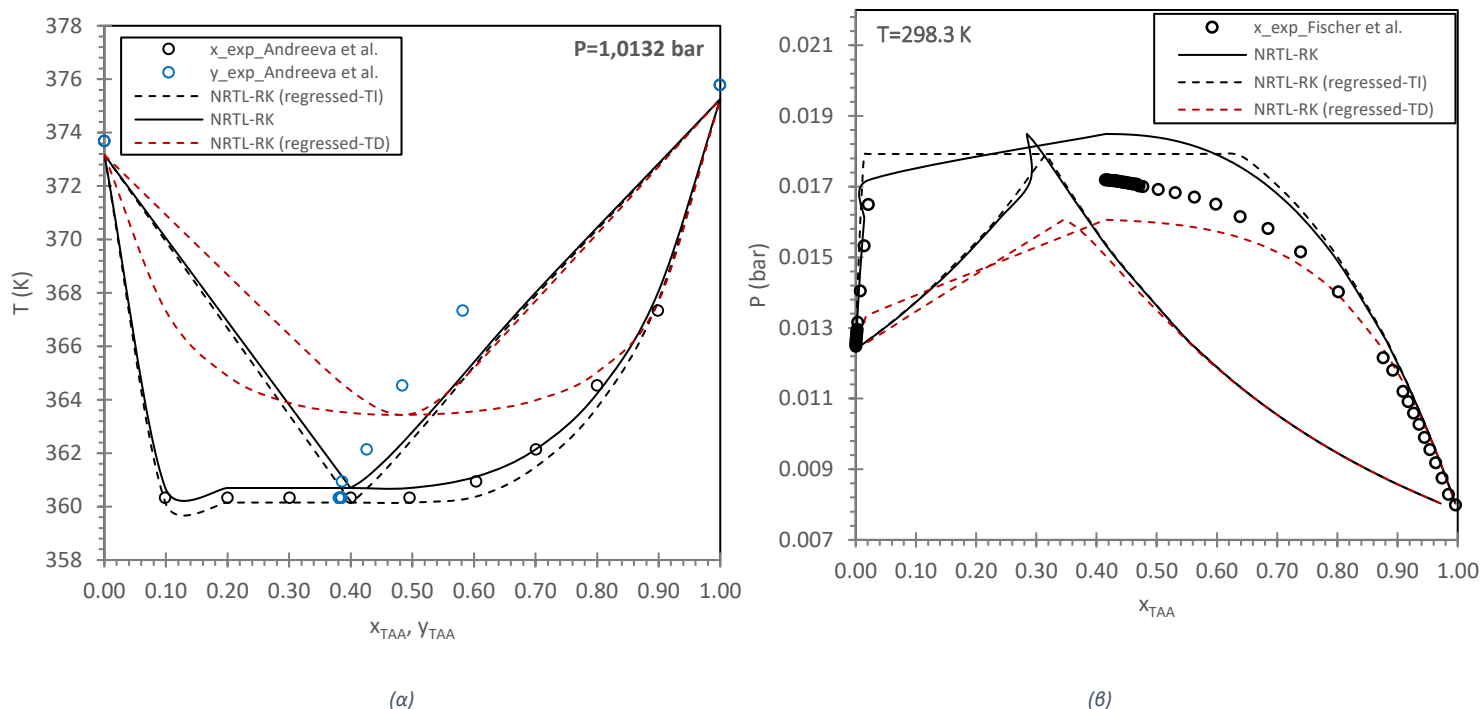 378
376
374
372
370
368
366
364
362
360
358
T (K)
x_exp_Andreeva et al.
y_exp_Andreeva et al.
NRTL-RK (regressed-TI)
NRTL-RK
NRTL-RK (regressed-TD)
P=1,0132 bar
0.00 0.10 0.20 0.30 0.40 0.50 0.60 0.70 0.80 0.90 1.00
xTAA, yTAA
(α)
0.021
0.019
0.017
0.015
0.013
0.011
0.009
0.007
P (bar)
T=298.3 K
x_exp_Fischer et al.
NRTL-RK
NRTL-RK (regressed-TI)
NRTL-RK (regressed-TD)
0.00 0.10 0.20 0.30 0.40 0.50 0.60 0.70 0.80 0.90 1.00
xTAA
(β)